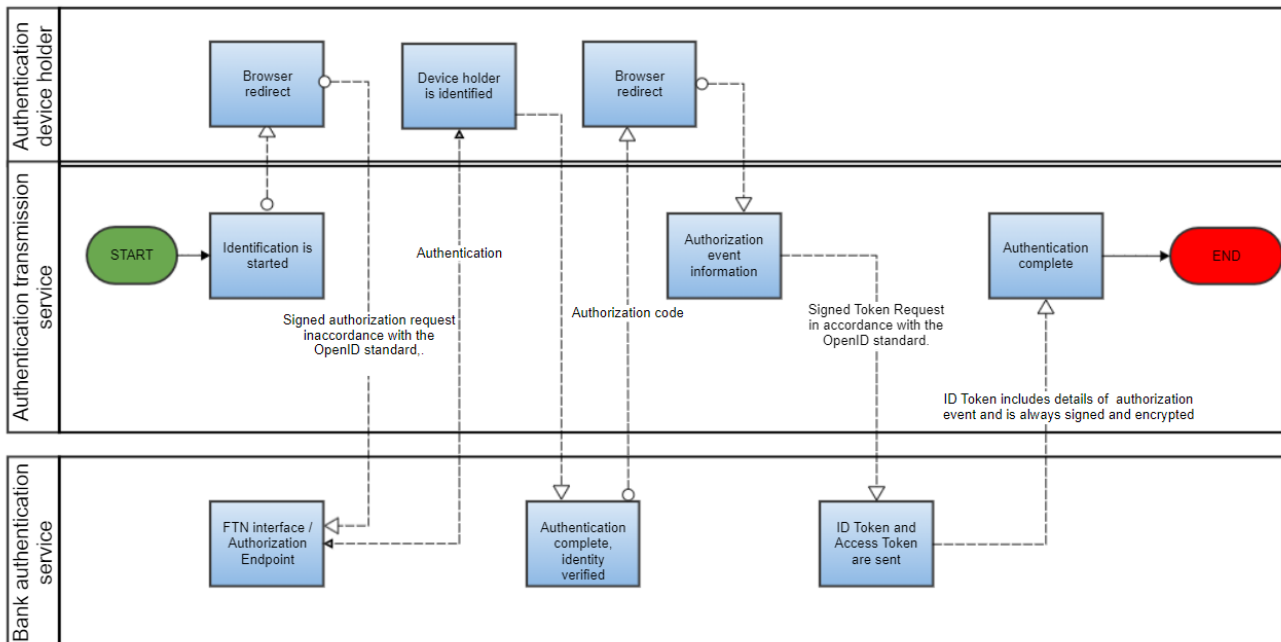 Authentication
device holder
Browser
redirect
Device holder
is identified
Browser
redirect
Authentication transmission
service
START
Identification is
started
Authentication
Signed authorization request
inaccordance with the
OpenID standard,.
Authorization code
Authorization
event
information
Signed Token Request
in accordance with the
OpenID standard.
Authentication
complete
END
ID Token includes details of  authorization
event and is always signed and encrypted
Bank authentication
service
FTN interface /
Authorization
Endpoint
Authentication
complete,
identity
verified
ID Token and
Access Token
are sent